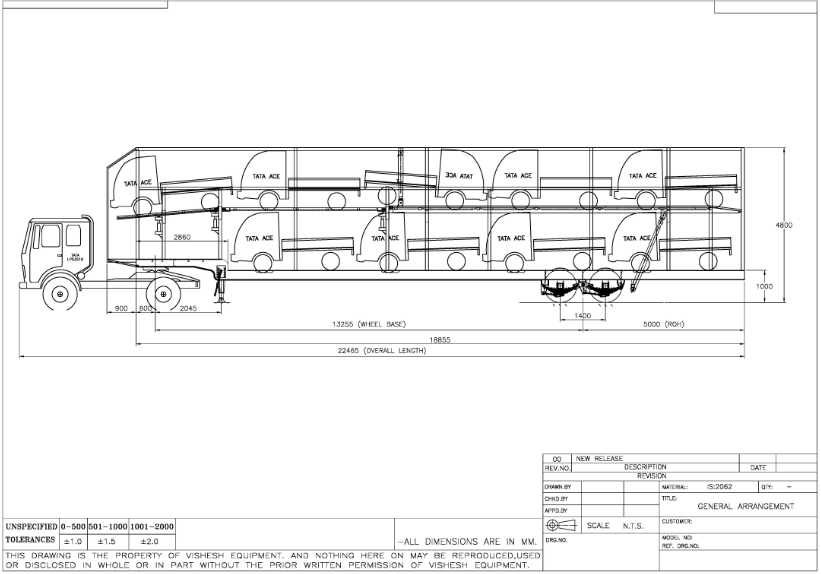 TATA ACE
TATA ACE
TATA ACE
TATA ACE
TATA ACE
2860
TATA ACE
TATA ACE
TATA ACE
TATA ACE
4800
TATA
1000
900
600
2045
1400
13255 (WHEEL BASE)
5000 (ROH)
18855
22465 (OVERALL LENGTH)
00 NEW RELEASE
REV.NO. DESCRIPTION DATE
REVISION
DRAWN.BY MATERIAL: IS:2062 QTY: –
CHKD.BY TITLE:
GENERAL ARRANGEMENT
APPD.BY
SCALE N.T.S.
CUSTOMER:
DRG.NO.
MODEL NO:
REF. DRG.NO:
UNSPECIFIED 0-500 501-1000 1001-2000
TOLERANCES ±1.0 ±1.5 ±2.0
-ALL DIMENSIONS ARE IN MM.
THIS DRAWING IS THE PROPERTY OF VISHESH EQUIPMENT. AND NOTHING HERE ON MAY BE REPRODUCED,USED
OR DISCLOSED IN WHOLE OR IN PART WITHOUT THE PRIOR WRITTEN PERMISSION OF VISHESH EQUIPMENT.